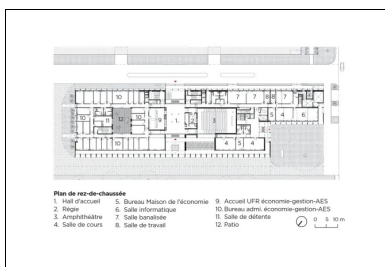 Plan de rez-de-chaussée
1. Hall d'accueil
2. Régie
3. Amphithéâtre
4. Salle de cours
5. Bureau Maison de l'économie
6. Salle informatique
7. Salle banalisée
8. Salle de travail
9. Accueil UFR économie-gestion-AES
10. Bureau admi. économie-gestion-AES
11. Salle de détente
12. Patio
0 5 10 m